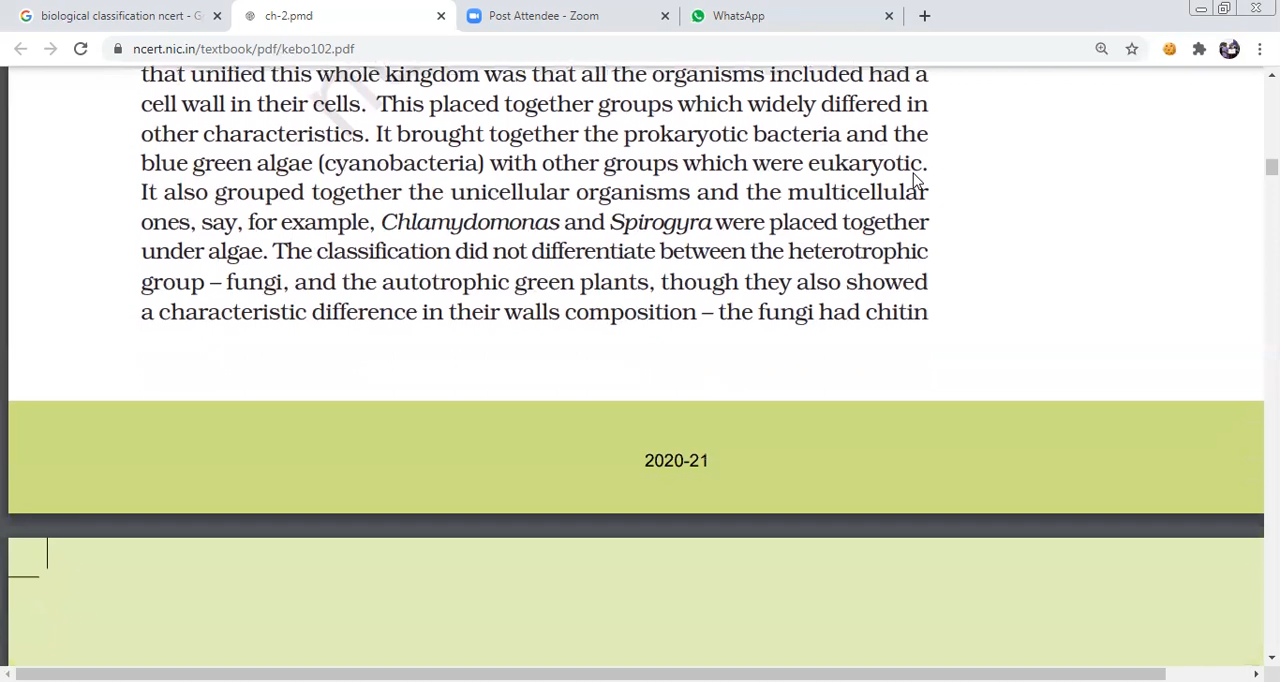 biological classification ncert - G
ch-2.pmd
Post Attendee - Zoom
WhatsApp
ncert.nic.in/textbook/pdf/kebo102.pdf
that unified this whole kingdom was that all the organisms included had a
cell wall in their cells. This placed together groups which widely differed in
other characteristics. It brought together the prokaryotic bacteria and the
blue green algae (cyanobacteria) with other groups which were eukaryotic.
It also grouped together the unicellular organisms and the multicellular
ones, say, for example, Chlamydomonas and Spirogyra were placed together
under algae. The classification did not differentiate between the heterotrophic
group – fungi, and the autotrophic green plants, though they also showed
a characteristic difference in their walls composition – the fungi had chitin
2020-21